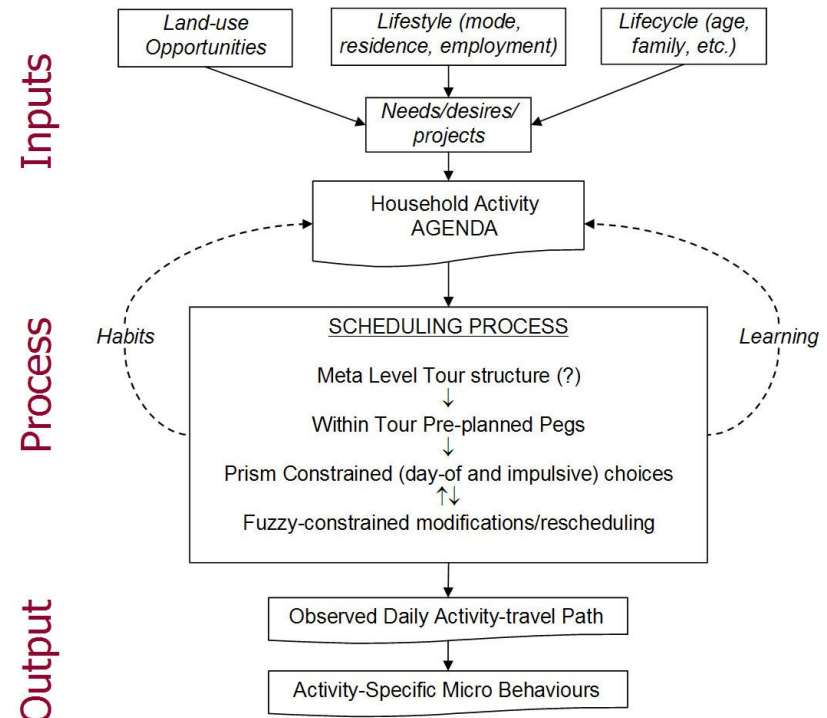 Inputs
Land-use
Opportunities
Lifestyle (mode,
residence, employment)
Lifecycle (age,
family, etc.)
Needs/desires/
projects
Household Activity
AGENDA
Process
Habits
Learning
SCHEDULING PROCESS
Meta Level Tour structure (?)
↓
Within Tour Pre-planned Pegs
↓
Prism Constrained (day-of and impulsive) choices
↑↓
Fuzzy-constrained modifications/rescheduling
Output
Observed Daily Activity-travel Path
Activity-Specific Micro Behaviours